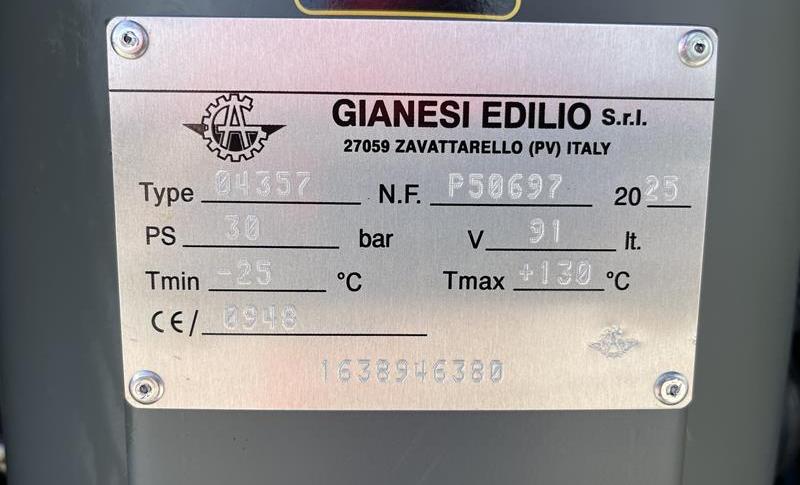 GIANESI EDILIO S.r.l.
27059 ZAVATTARELLO (PV) ITALY
Type 04357 N.F. P50697 2025
PS 30 bar V 91 lt.
Tmin -25 °C Tmax +130 °C
CE/ 0948
1638946380